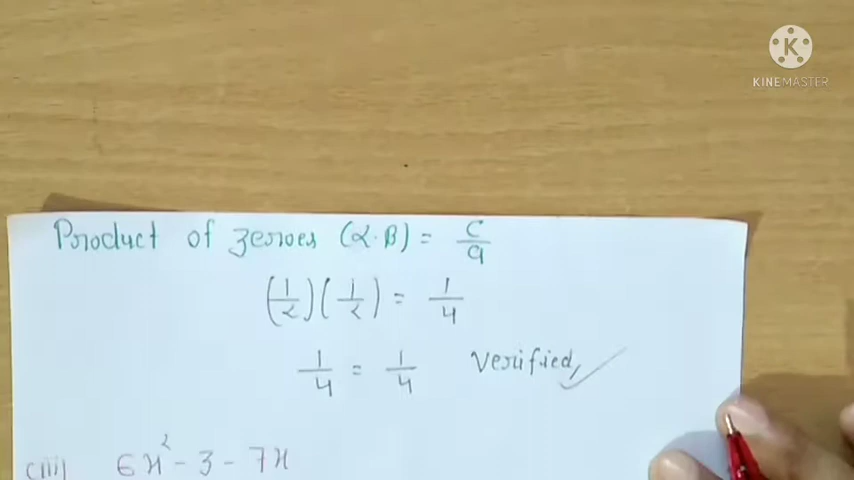 K
KINEMASTER
Product of zeroes (α·β) = c/a
(1/2)(1/2) = 1/4
1/4 = 1/4 Verified,
(iii) 6x² - 3 - 7x